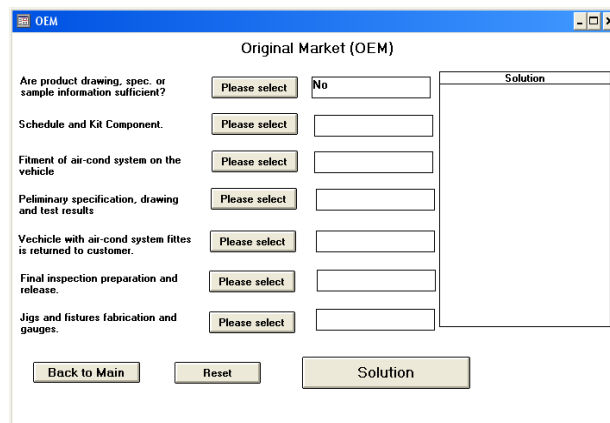 OEM
Original Market (OEM)
Are product drawing, spec. or
sample information sufficient?
Please select
No
Solution
Schedule and Kit Component.
Please select
Fitment of air-cond system on the
vehicle
Please select
Peliminary specification, drawing
and test results
Please select
Vechicle with air-cond system fittes
is returned to customer.
Please select
Final inspection preparation and
release.
Please select
Jigs and fistures fabrication and
gauges.
Please select
Back to Main
Reset
Solution